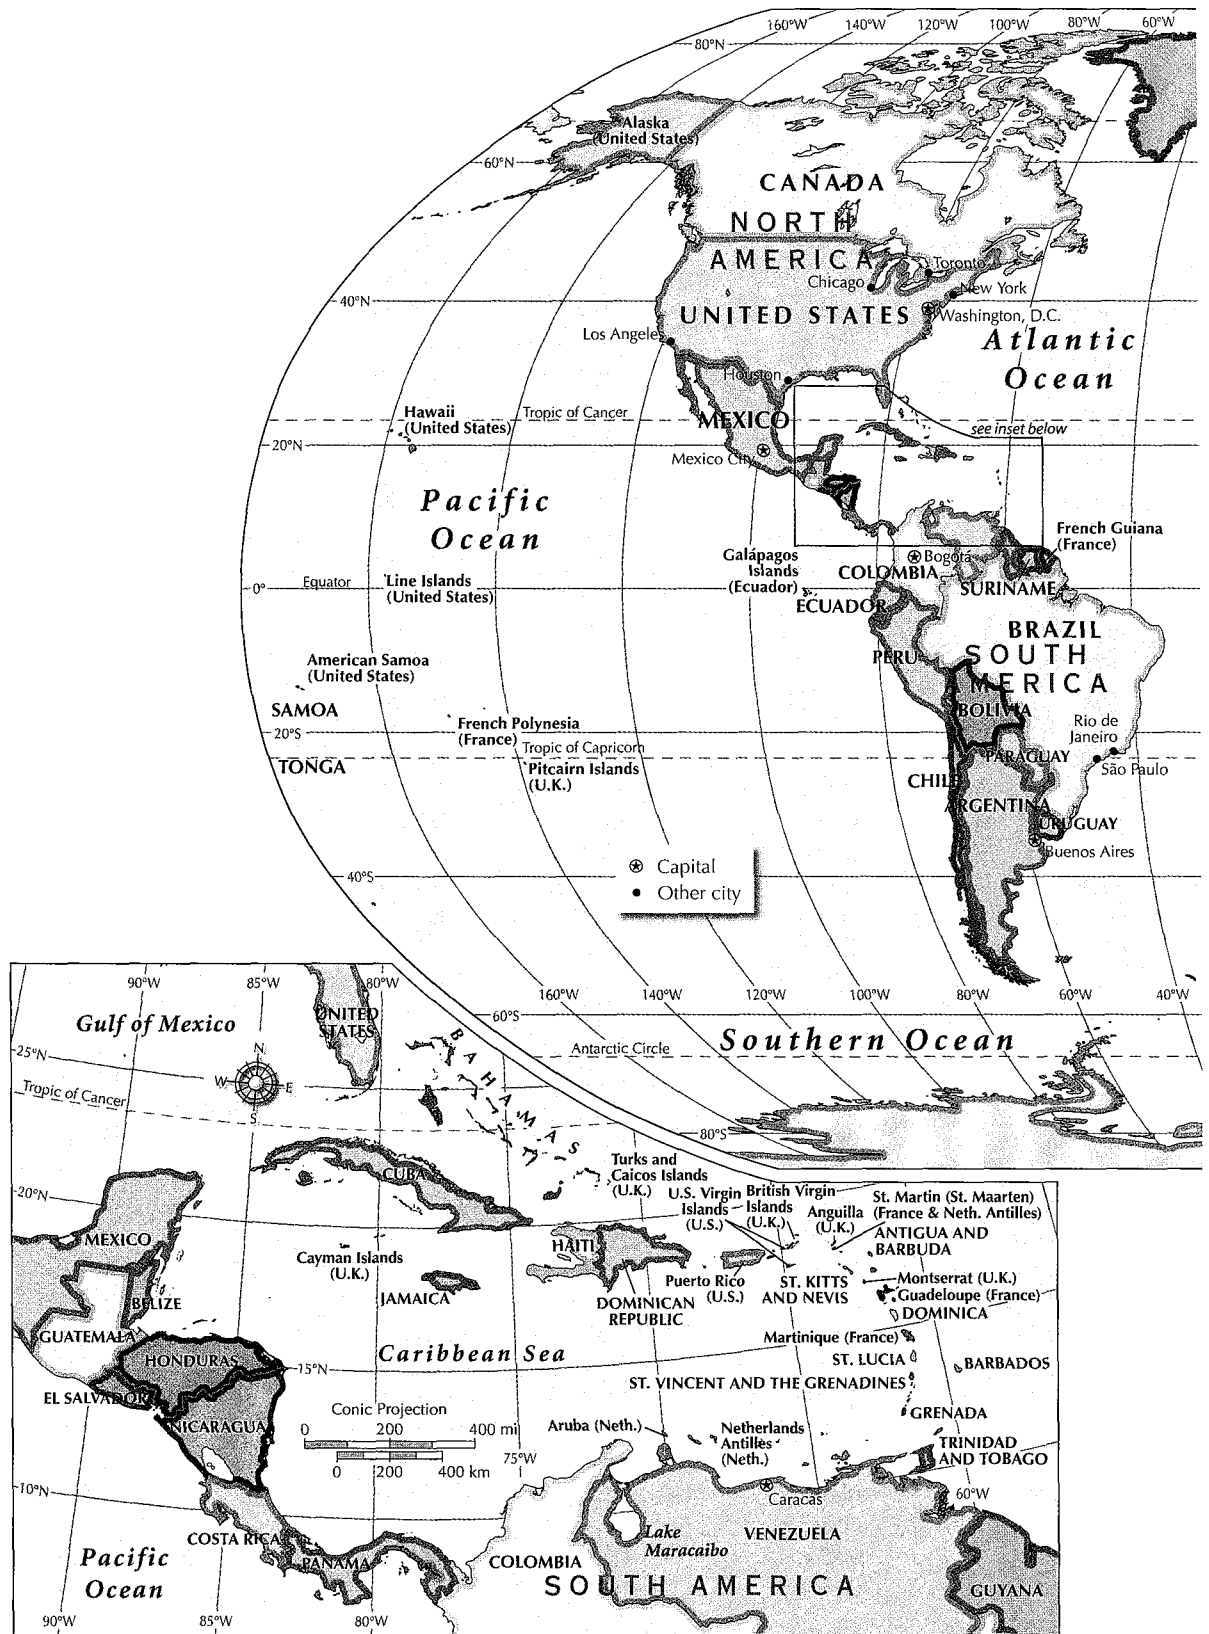 160°W
140°W
120°W
100°W
80°W
60°W
80°N
Alaska
(United States)
60°N
CANADA
NORTH
AMERICA
Toronto
Chicago
New York
40°N
UNITED STATES
Washington, D.C.
Los Angeles
Atlantic
Ocean
Houston
Hawaii
(United States)
Tropic of Cancer
MEXICO
see inset below
20°N
Mexico City
Pacific
Ocean
French Guiana
(France)
Galápagos
Islands
(Ecuador)
Bogotá
COLOMBIA
SURINAME
0°
Equator
Line Islands
(United States)
ECUADOR
BRAZIL
SOUTH
AMERICA
PERU
American Samoa
(United States)
SAMOA
BOLIVIA
French Polynesia
(France)
Rio de
Janeiro
20°S
Tropic of Capricorn
PARAGUAY
TONGA
Pitcairn Islands
(U.K.)
São Paulo
CHILE
ARGENTINA
URUGUAY
Buenos Aires
Capital
Other city
40°S
160°W
140°W
120°W
100°W
80°W
60°W
40°W
60°S
Southern Ocean
Antarctic Circle
80°S
90°W
85°W
80°W
Gulf of Mexico
UNITED
STATES
BAHAMAS
25°N
N
W
E
S
Tropic of Cancer
CUBA
Turks and
Caicos Islands
(U.K.)
20°N
U.S. Virgin
Islands
(U.S.)
British Virgin
Islands
(U.K.)
Anguilla
(U.K.)
St. Martin (St. Maarten)
(France & Neth. Antilles)
ANTIGUA AND
BARBUDA
MEXICO
Cayman Islands
(U.K.)
HAITI
JAMAICA
DOMINICAN
REPUBLIC
Puerto Rico
(U.S.)
ST. KITTS
AND NEVIS
Montserrat (U.K.)
Guadeloupe (France)
DOMINICA
BELIZE
GUATEMALA
Martinique (France)
HONDURAS
Caribbean Sea
ST. LUCIA
BARBADOS
15°N
EL SALVADOR
ST. VINCENT AND THE GRENADINES
NICARAGUA
GRENADA
Conic Projection
0 200 400 mi
0 200 400 km
75°W
Aruba (Neth.)
Netherlands
Antilles
(Neth.)
TRINIDAD
AND TOBAGO
10°N
Caracas
60°W
COSTA RICA
Lake
Maracaibo
VENEZUELA
PANAMA
COLOMBIA
Pacific
Ocean
SOUTH AMERICA
GUYANA
90°W
85°W
80°W